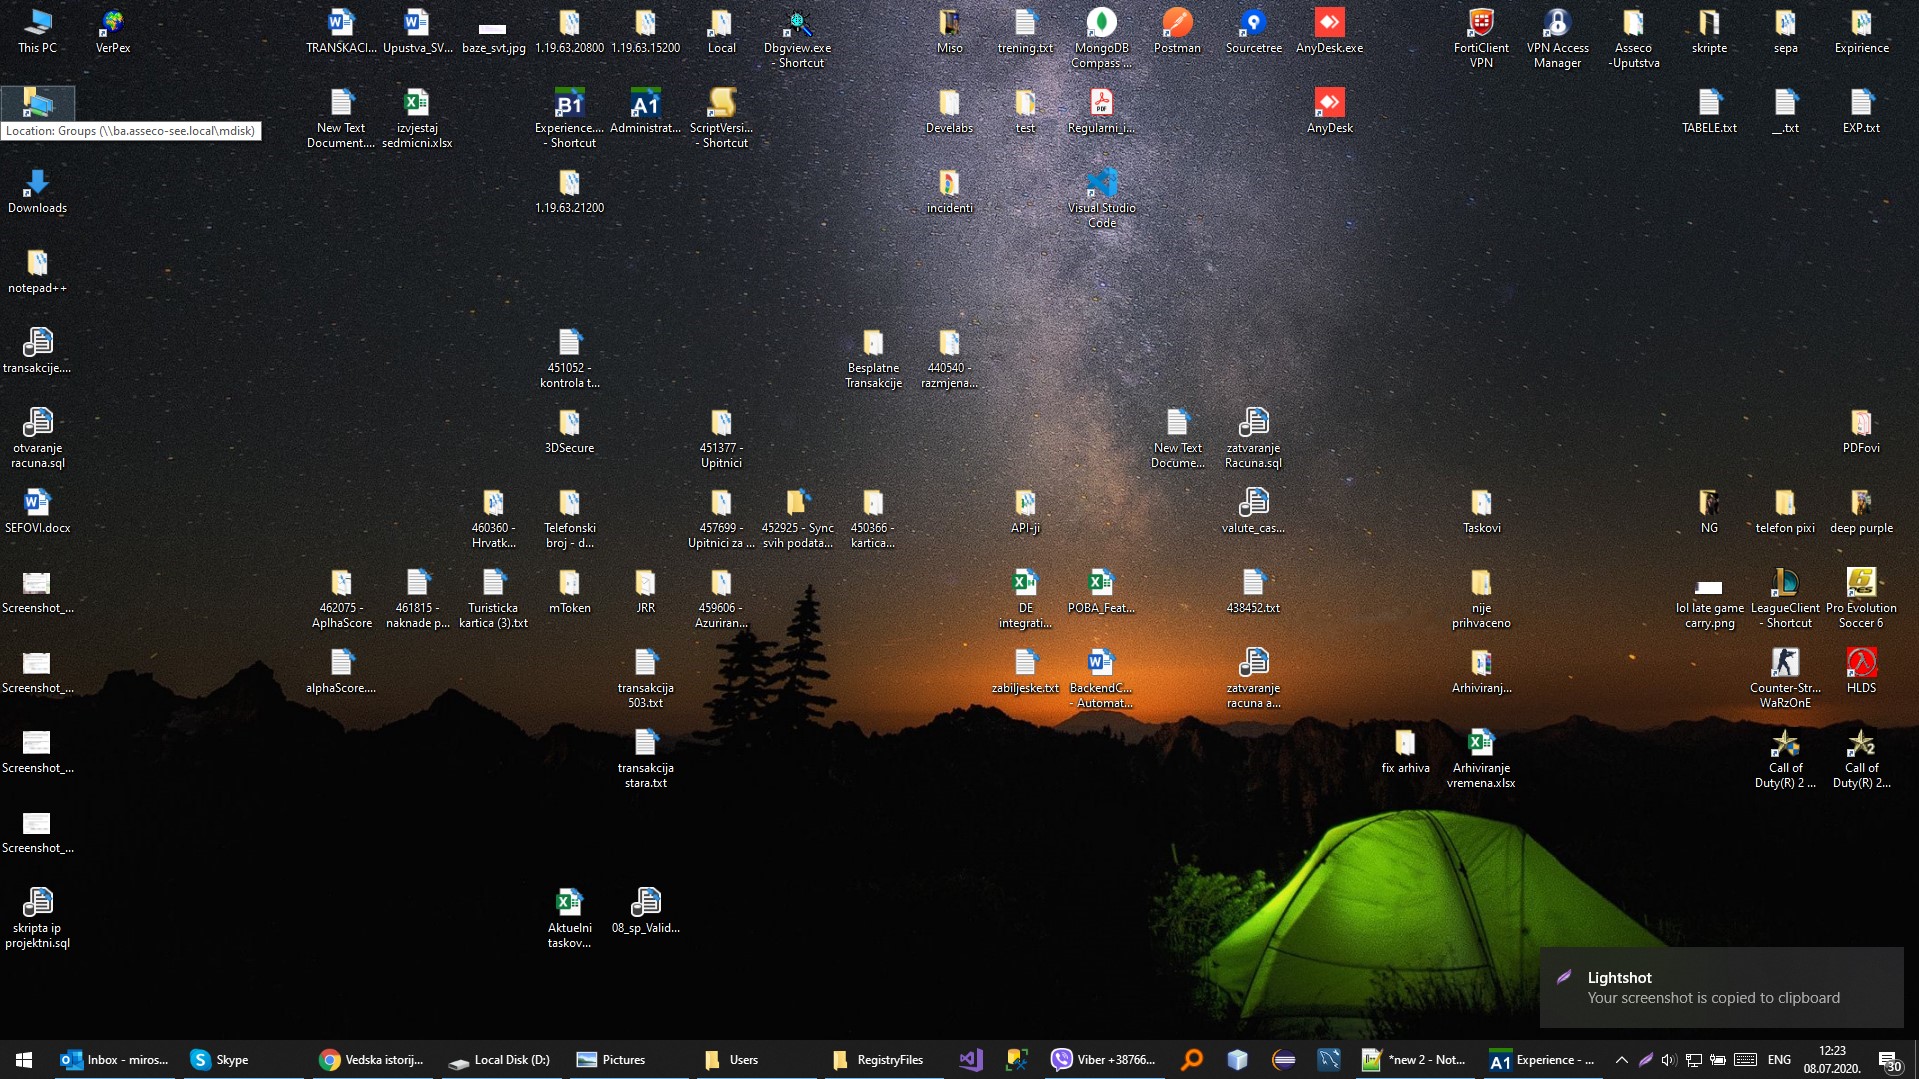 This PC
VerPex
TRANSKACI...
Upustva_SV...
baze_svt.jpg
1.19.63.20800
1.19.63.15200
Local
Dbgview.exe
- Shortcut
Miso
trening.txt
MongoDB
Compass ...
Postman
Sourcetree
AnyDesk.exe
FortiClient
VPN
VPN Access
Manager
Asseco
-Uputstva
skripte
sepa
Expirience
Location: Groups (\\ba.asseco-see.local\mdisk)
New Text
Document....
izvjestaj
sedmicni.xlsx
B1
Experience....
- Shortcut
A1
Administrat...
ScriptVersi...
- Shortcut
Develabs
test
PDF
Regularni_i...
AnyDesk
TABELE.txt
__.txt
EXP.txt
Downloads
1.19.63.21200
incidenti
Visual Studio
Code
notepad++
transakcije....
451052 -
kontrola t...
Besplatne
Transakcije
440540 -
razmjena...
otvaranje
racuna.sql
3DSecure
451377 -
Upitnici
New Text
Docume...
zatvaranje
Racuna.sql
PDFovi
SEFOVI.docx
460360 -
Hrvatk...
Telefonski
broj - d...
457699 -
Upitnici za ...
452925 - Sync
svih podata...
450366 -
kartica...
API-ji
valute_cas...
Taskovi
NG
telefon pixi
deep purple
Screenshot_...
462075 -
AplhaScore
461815 -
naknade p...
Turisticka
kartica (3).txt
mToken
JRR
459606 -
Azuriran...
DE
integrati...
POBA_Feat...
438452.txt
nije
prihvaceno
lol late game
carry.png
LeagueClient
- Shortcut
Pro Evolution
Soccer 6
Screenshot_...
alphaScore....
transakcija
503.txt
zabiljeske.txt
BackendC...
- Automat...
zatvaranje
racuna a...
Arhiviranj...
Counter-Str...
WaRzOnE
HLDS
Screenshot_...
transakcija
stara.txt
fix arhiva
Arhiviranje
vremena.xlsx
Call of
Duty(R) 2 ...
Call of
Duty(R) 2...
Screenshot_...
skripta ip
projektni.sql
Aktuelni
taskov...
08_sp_Valid...
Lightshot
Your screenshot is copied to clipboard
Inbox - miros...
Skype
Vedska istorij...
Local Disk (D:)
Pictures
Users
RegistryFiles
Viber +38766...
*new 2 - Not...
A1
Experience - ...
ENG
12:23
08.07.2020.
30